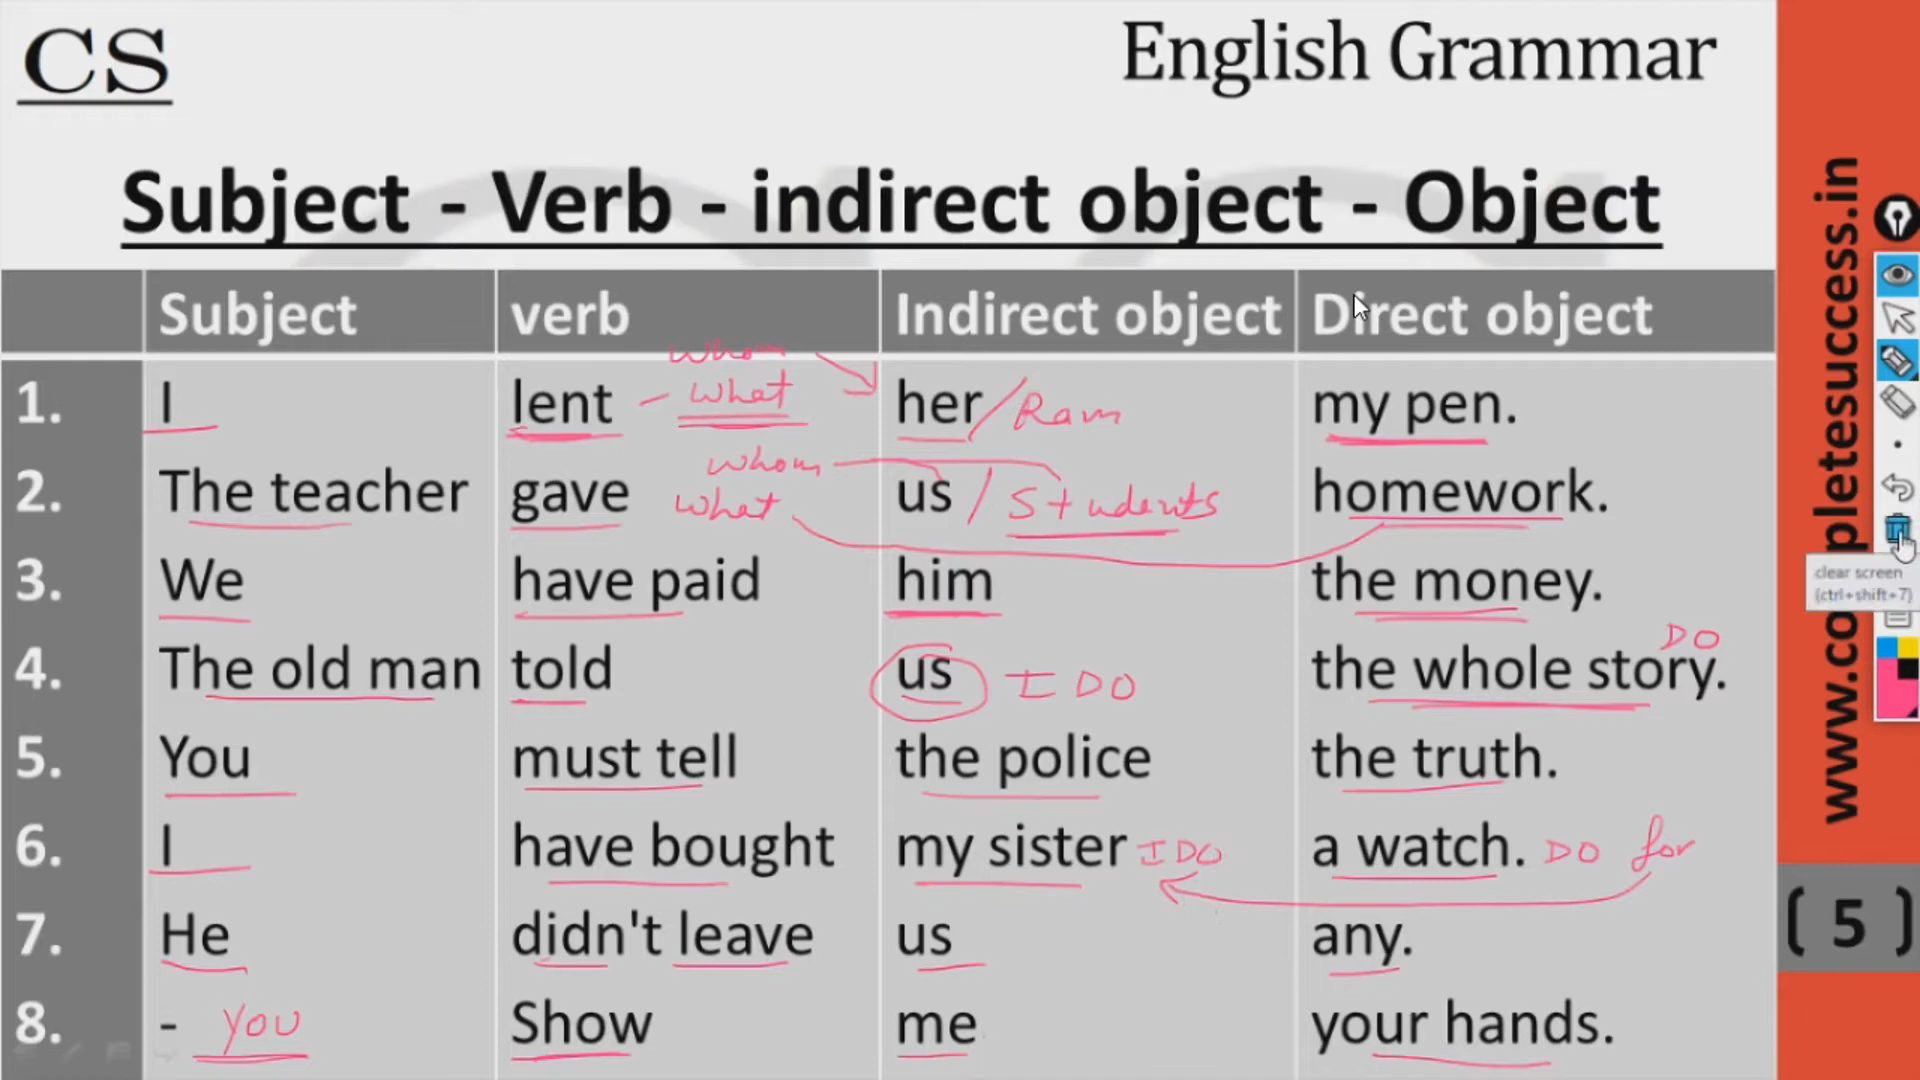 CS
English Grammar
Subject - Verb - indirect object - Object
Subject verb Indirect object Direct object
whom
1. I lent - what her / Ram my pen.
whom
2. The teacher gave what us / Students homework.
3. We have paid him the money.
DO
4. The old man told us I DO the whole story.
5. You must tell the police the truth.
6. I have bought my sister I DO a watch. DO for
7. He didn't leave us any.
8. - you Show me your hands.
www.completesuccess.in
clear screen
(ctrl+shift+7)
( 5 )